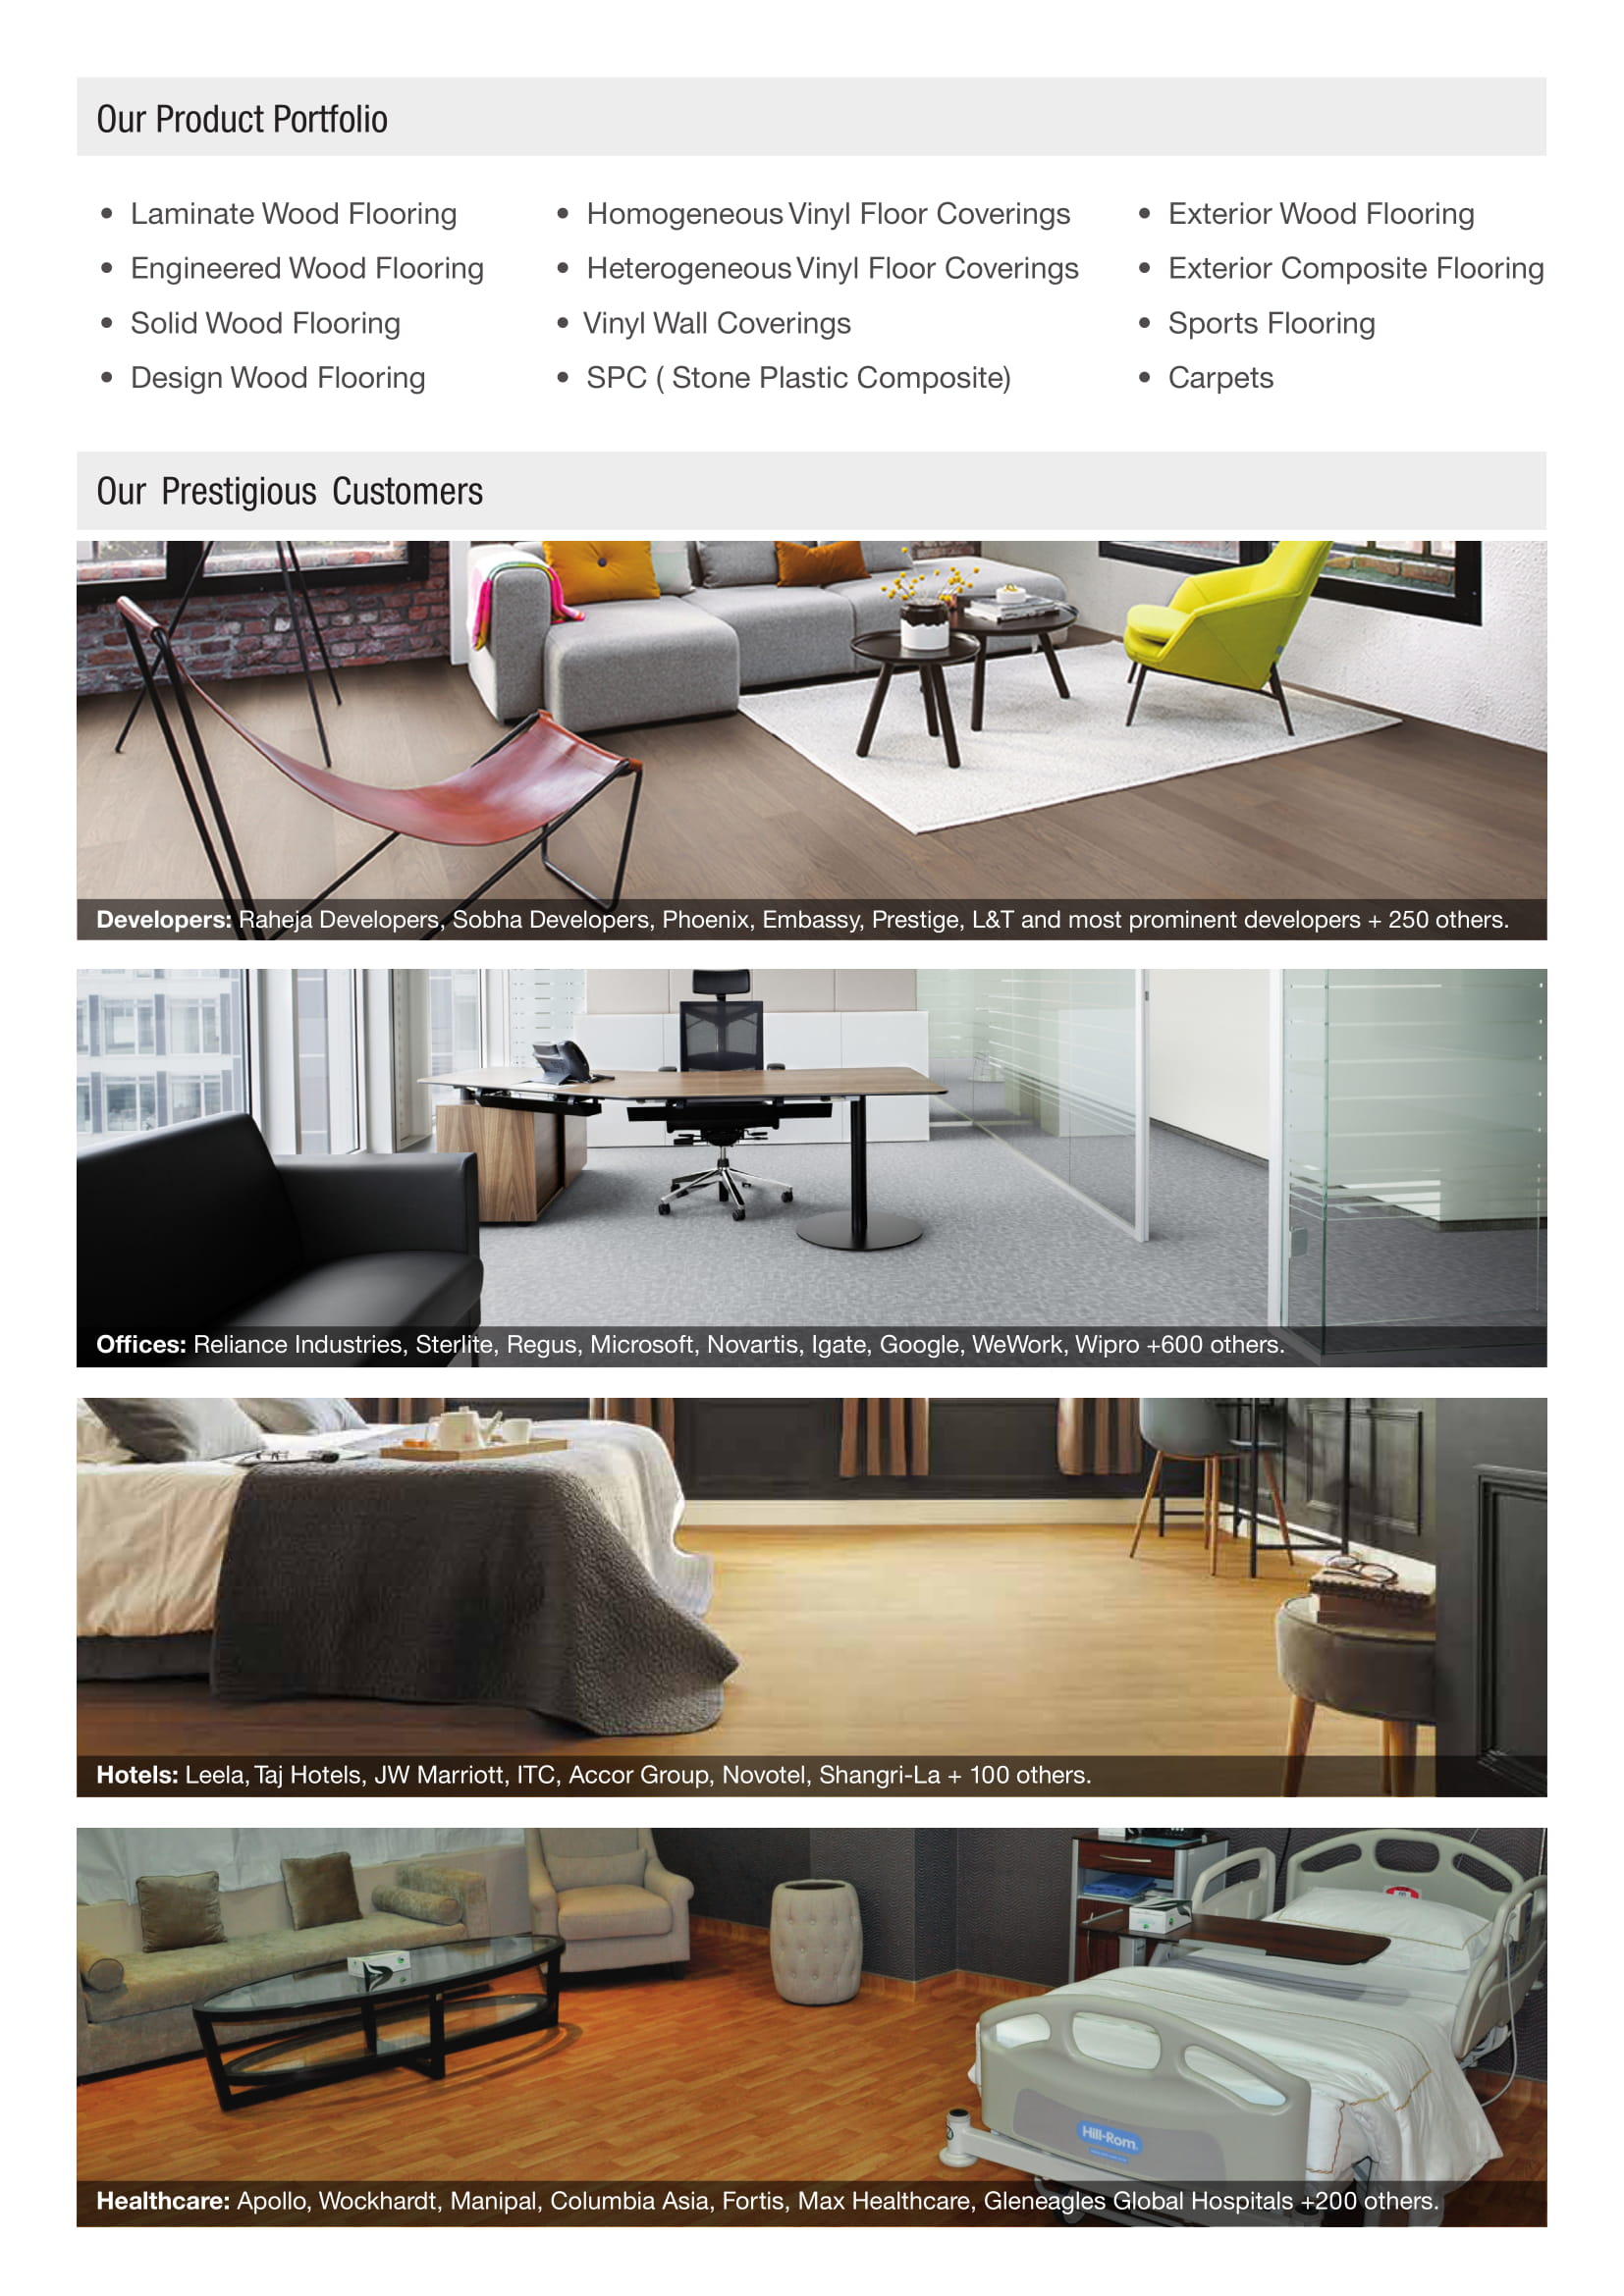 Our Product Portfolio
• Laminate Wood Flooring
• Engineered Wood Flooring
• Solid Wood Flooring
• Design Wood Flooring
• Homogeneous Vinyl Floor Coverings
• Heterogeneous Vinyl Floor Coverings
• Vinyl Wall Coverings
• SPC ( Stone Plastic Composite)
• Exterior Wood Flooring
• Exterior Composite Flooring
• Sports Flooring
• Carpets
Our Prestigious Customers
Developers: Raheja Developers, Sobha Developers, Phoenix, Embassy, Prestige, L&T and most prominent developers + 250 others.
Offices: Reliance Industries, Sterlite, Regus, Microsoft, Novartis, Igate, Google, WeWork, Wipro +600 others.
Hotels: Leela, Taj Hotels, JW Marriott, ITC, Accor Group, Novotel, Shangri-La + 100 others.
Hill-Rom.
Healthcare: Apollo, Wockhardt, Manipal, Columbia Asia, Fortis, Max Healthcare, Gleneagles Global Hospitals +200 others.